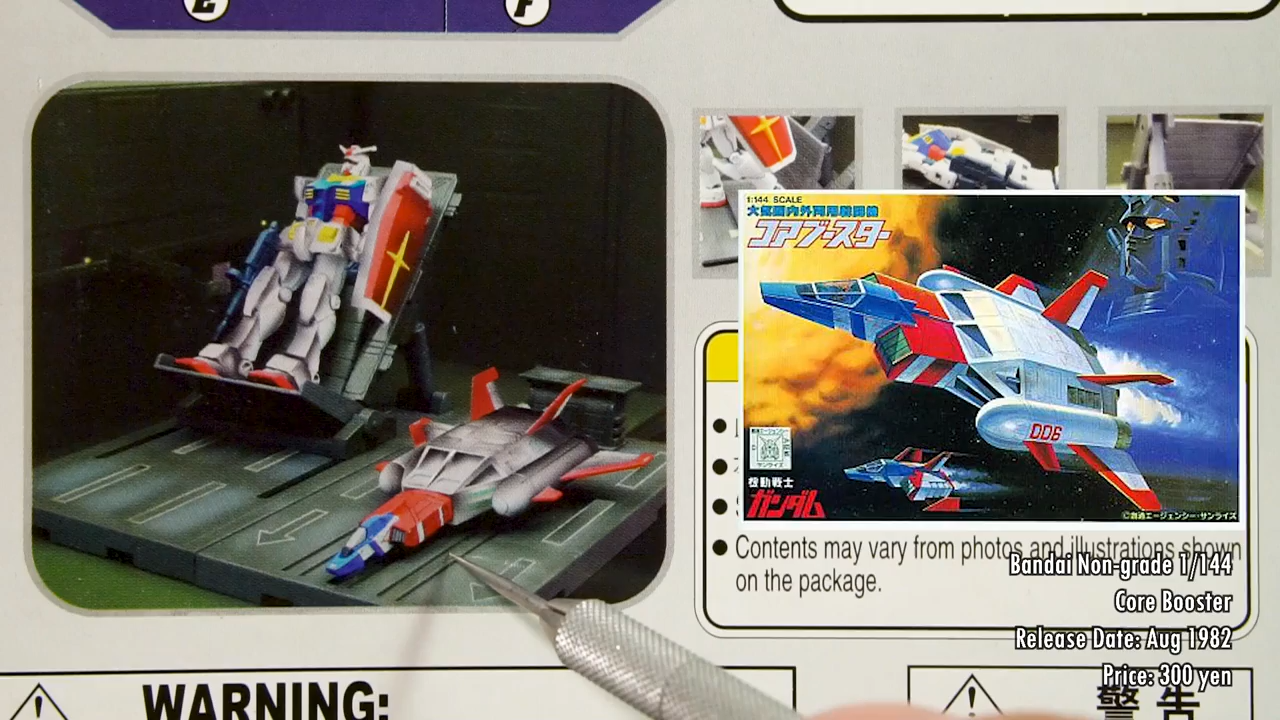 E
F
1:144 SCALE
大気圏内外両用戦闘機
コアブースター
006
機動戦士
ガンダム
©創通エージェンシー・サンライズ
Contents may vary from photos and illustrations shown
on the package.
Bandai Non-grade 1/144
Core Booster
Release Date: Aug 1982
Price: 300 yen
WARNING:
警告